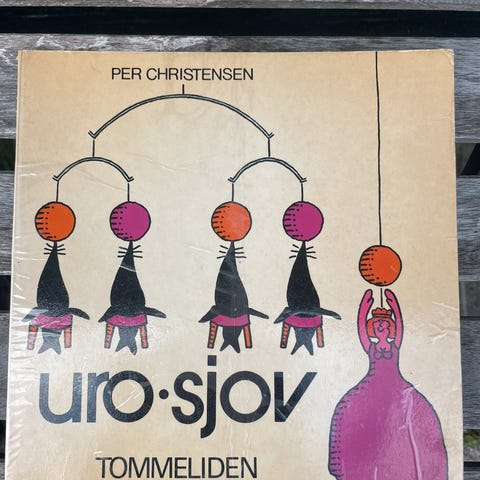 PER CHRISTENSEN
uro·sjov
TOMMELIDEN